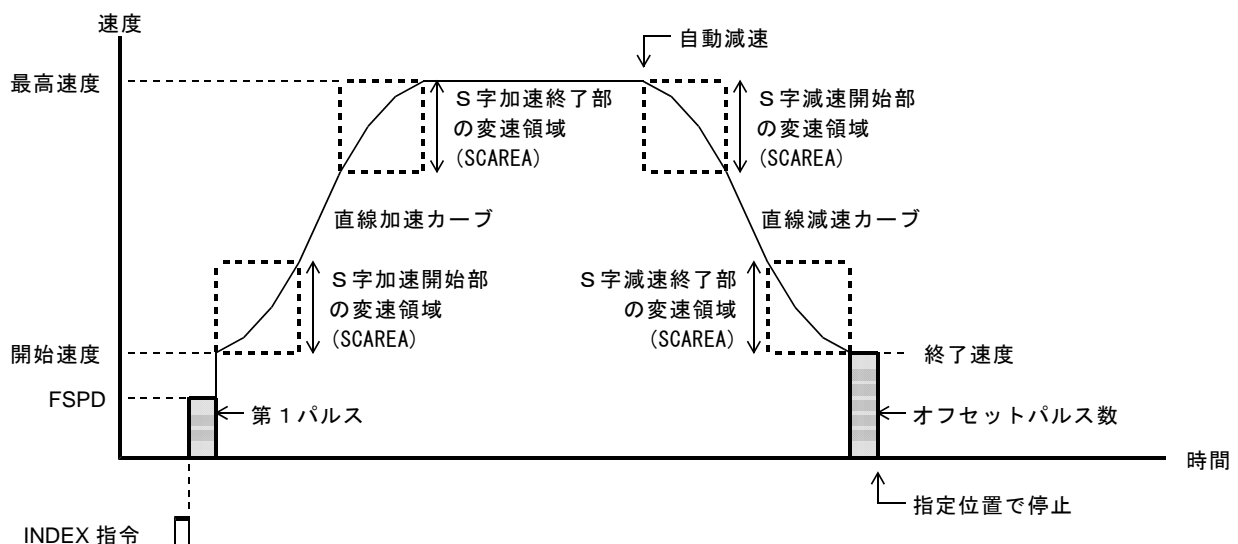 速度
自動減速
最高速度
S字加速終了部
の変速領域
(SCAREA)
S字減速開始部
の変速領域
(SCAREA)
直線加速カーブ
直線減速カーブ
S字加速開始部
の変速領域
(SCAREA)
S字減速終了部
の変速領域
(SCAREA)
開始速度
終了速度
FSPD
第1パルス
オフセットパルス数
時間
指定位置で停止
INDEX 指令